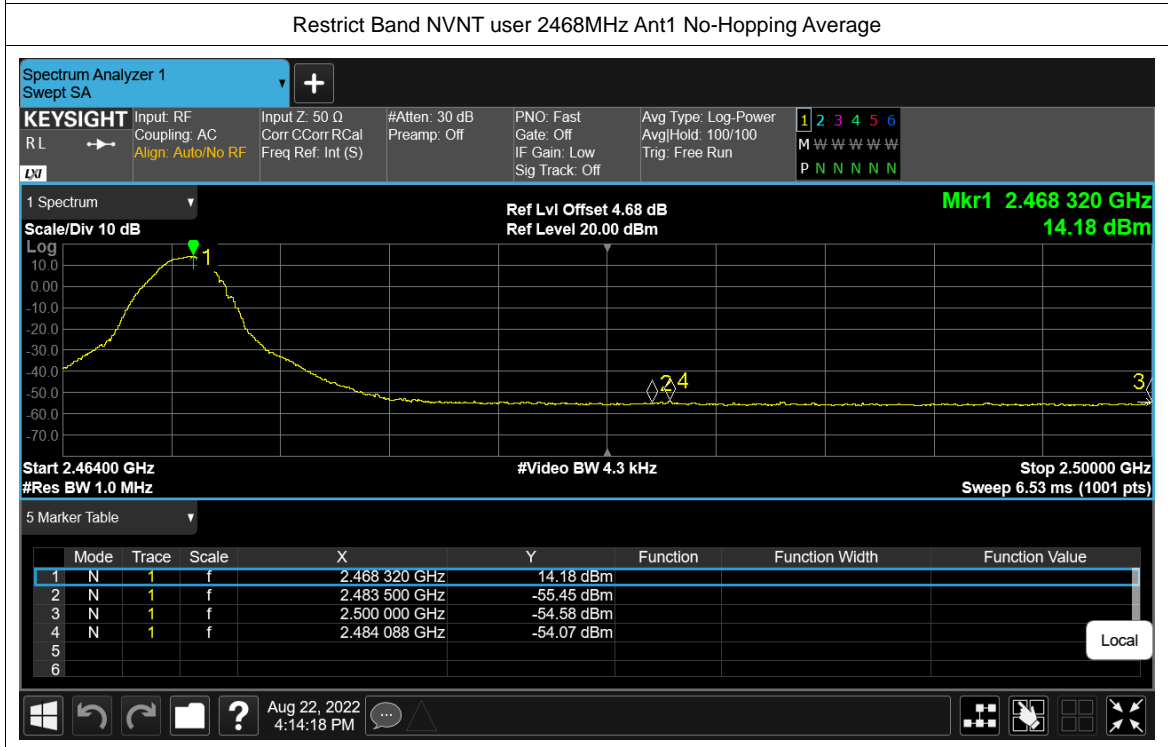 Restrict Band NVNT user 2468MHz Ant1 No-Hopping Average
Spectrum Analyzer 1
Swept SA
+
KEYSIGHT Input: RF Input Z: 50 Ω #Atten: 30 dB PNO: Fast Avg Type: Log-Power 1 2 3 4 5 6
RL Coupling: AC Corr CCorr RCal Preamp: Off Gate: Off Avg|Hold: 100/100 M W W W W W W
Align: Auto/No RF Freq Ref: Int (S) IF Gain: Low Trig: Free Run
LXI Sig Track: Off P N N N N N N
1 Spectrum Ref Lvl Offset 4.68 dB Mkr1 2.468 320 GHz
Scale/Div 10 dB Ref Level 20.00 dBm 14.18 dBm
Log
1
10.0
0.00
-10.0
-20.0
-30.0
-40.0
2 4 3
-50.0
-60.0
-70.0
Start 2.46400 GHz #Video BW 4.3 kHz Stop 2.50000 GHz
#Res BW 1.0 MHz Sweep 6.53 ms (1001 pts)
5 Marker Table
Mode Trace Scale X Y Function Function Width Function Value
1 N 1 f 2.468 320 GHz 14.18 dBm
2 N 1 f 2.483 500 GHz -55.45 dBm
3 N 1 f 2.500 000 GHz -54.58 dBm
4 N 1 f 2.484 088 GHz -54.07 dBm
5
6
Local
? Aug 22, 2022
4:14:18 PM